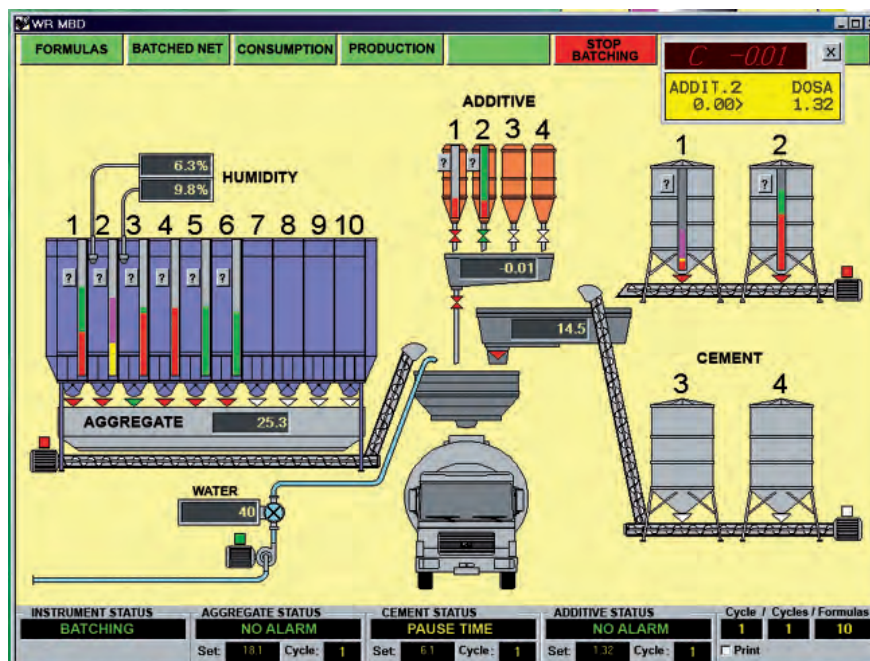 WR MBD
FORMULAS
BATCHED NET
CONSUMPTION
PRODUCTION
STOP BATCHING
C -0.01
X
ADDIT.2 DOSA
0.00> 1.32
ADDITIVE
1 2 3 4
? ?
-0.01
6.3%
9.8%
HUMIDITY
1 2 3 4 5 6 7 8 9 10
? ? ? ? ? ?
AGGREGATE 25.3
1 2
? ?
14.5
CEMENT
3 4
WATER
40
INSTRUMENT STATUS
BATCHING
AGGREGATE STATUS
NO ALARM
Set: 18.1 Cycle: 1
CEMENT STATUS
PAUSE TIME
Set: 6.1 Cycle: 1
ADDITIVE STATUS
NO ALARM
Set: 1.32 Cycle: 1
Cycle / Cycles / Formulas
1 1 10
Print